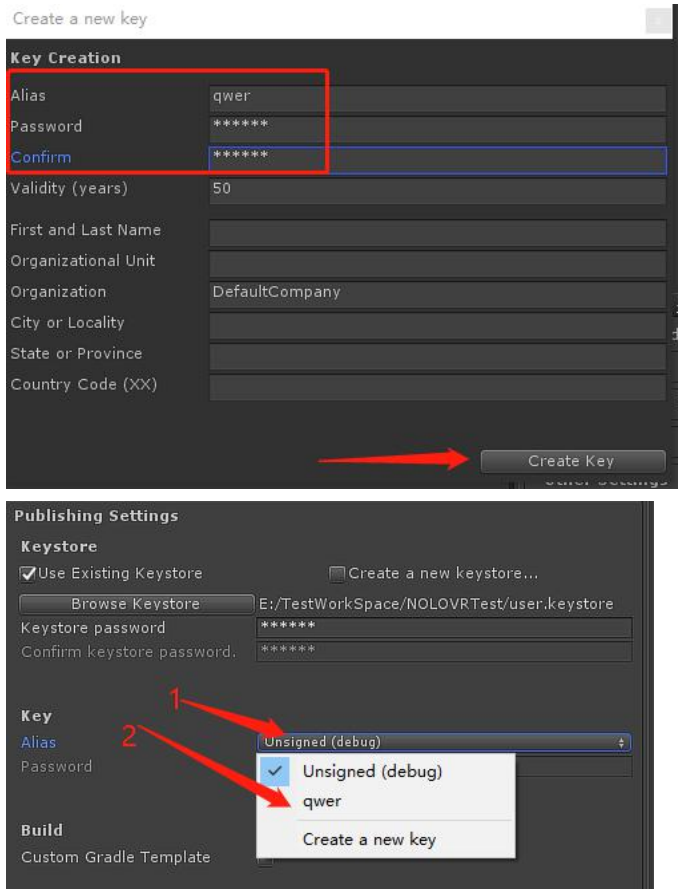 Create a new key
Key Creation
Alias qwer
Password ******
Confirm ******
Validity (years) 50
First and Last Name
Organizational Unit
Organization DefaultCompany
City or Locality
State or Province
Country Code (XX)
Create Key
Other Settings
Publishing Settings
Keystore
Use Existing Keystore Create a new keystore...
Browse Keystore E:/TestWorkSpace/NOLOVRTest/user.keystore
Keystore password ******
Confirm keystore password. ******
1
Key
2
Alias Unsigned (debug)
Password
Unsigned (debug)
qwer
Create a new key
Build
Custom Gradle Template